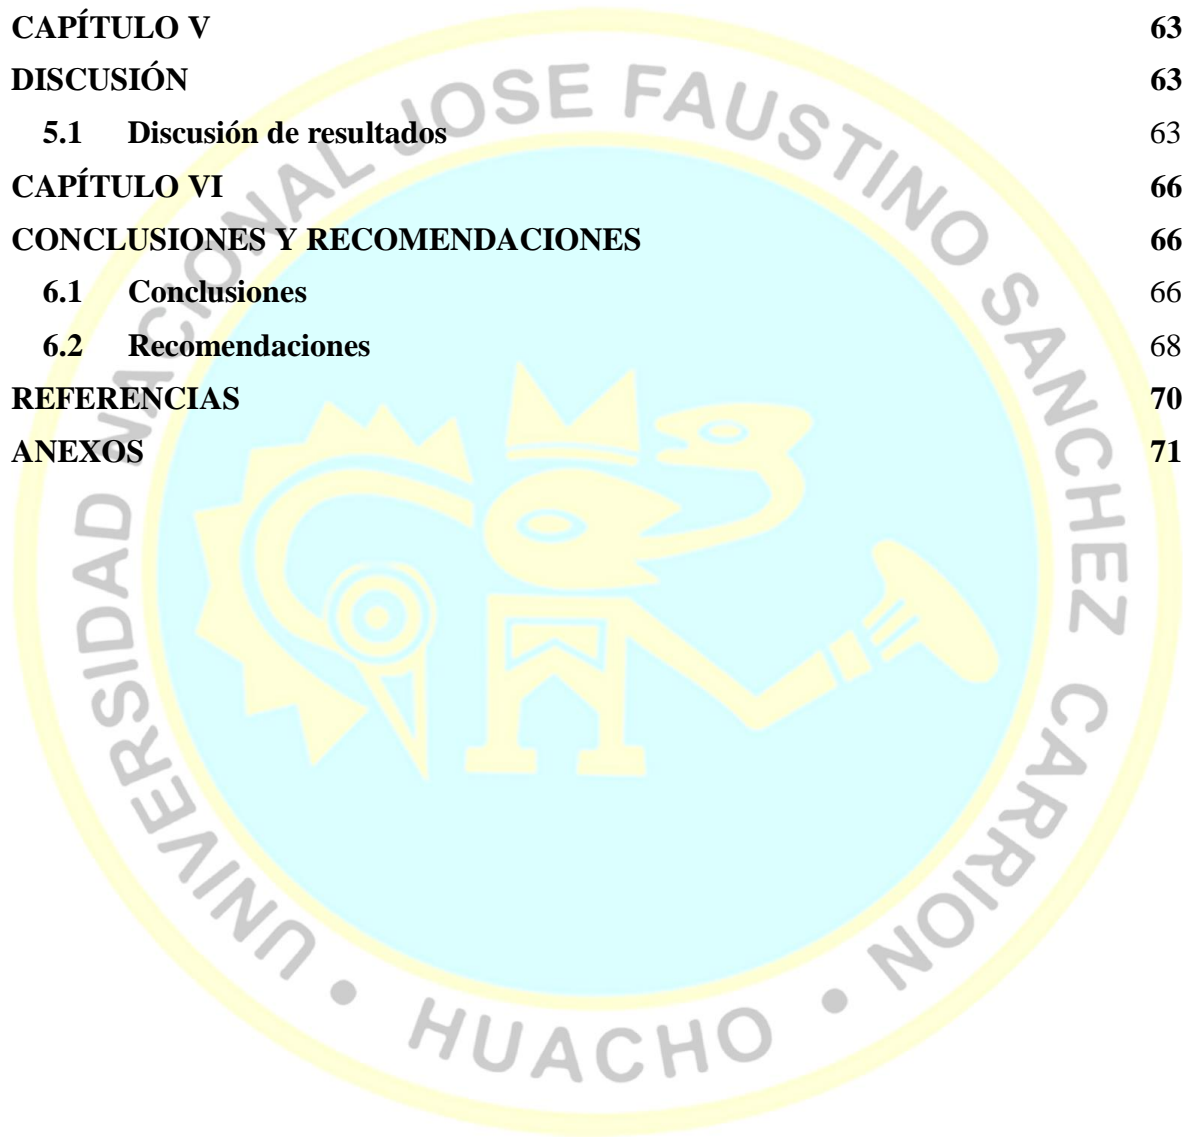 CAPÍTULO V 63
DISCUSIÓN 63
5.1 Discusión de resultados 63
CAPÍTULO VI 66
CONCLUSIONES Y RECOMENDACIONES 66
6.1 Conclusiones 66
6.2 Recomendaciones 68
REFERENCIAS 70
ANEXOS 71
UNIVERSIDAD NACIONAL JOSE FAUSTINO SANCHEZ CARRION • HUACHO •